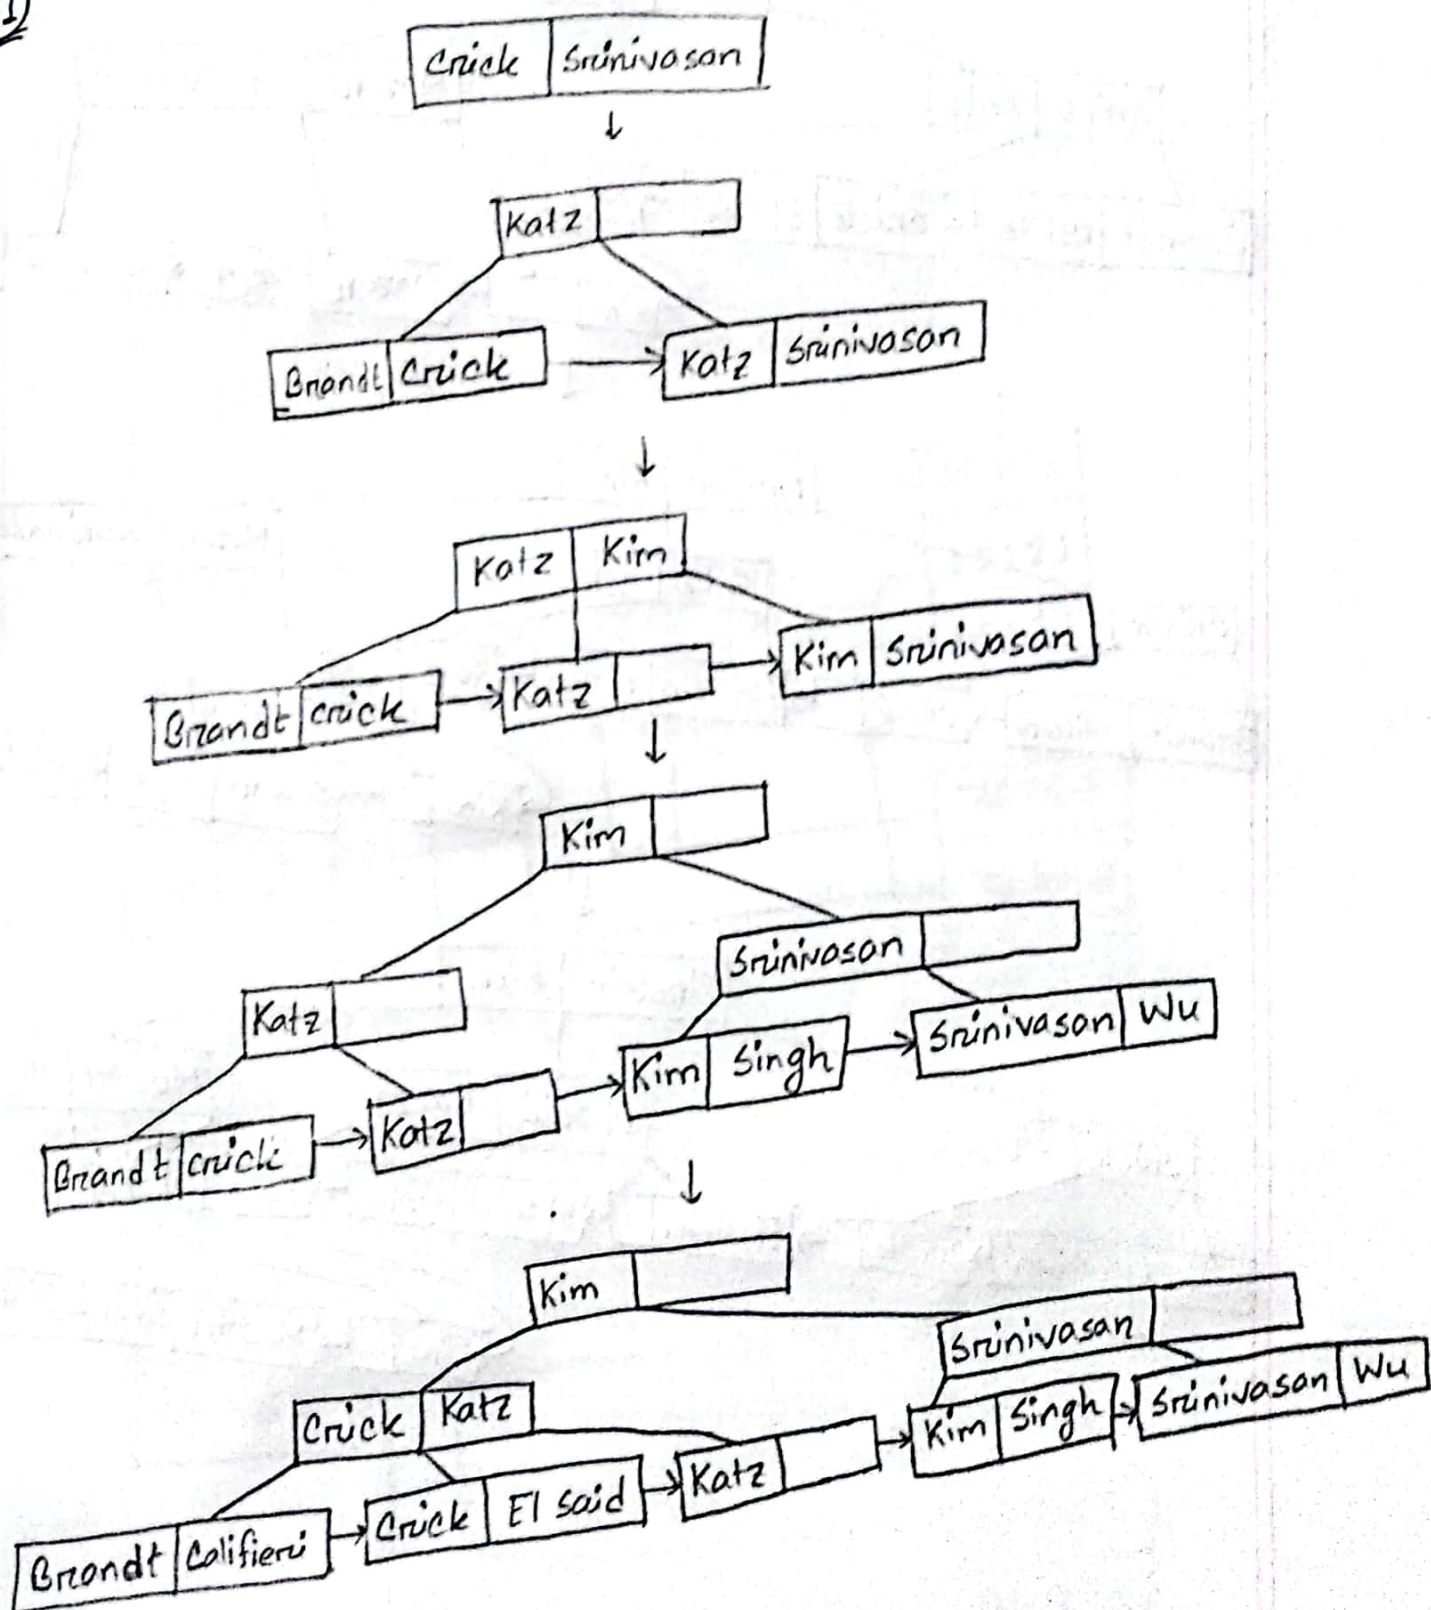 1)
Crick Srinivasan
Katz
Brandt Crick Katz Srinivasan
Katz Kim
Brandt Crick Katz Kim Srinivasan
Kim
Katz Srinivasan
Brandt Crick Katz Kim Singh Srinivasan Wu
Kim
Srinivasan
Crick Katz
Brandt Califieri Crick El Said Katz Kim Singh Srinivasan Wu